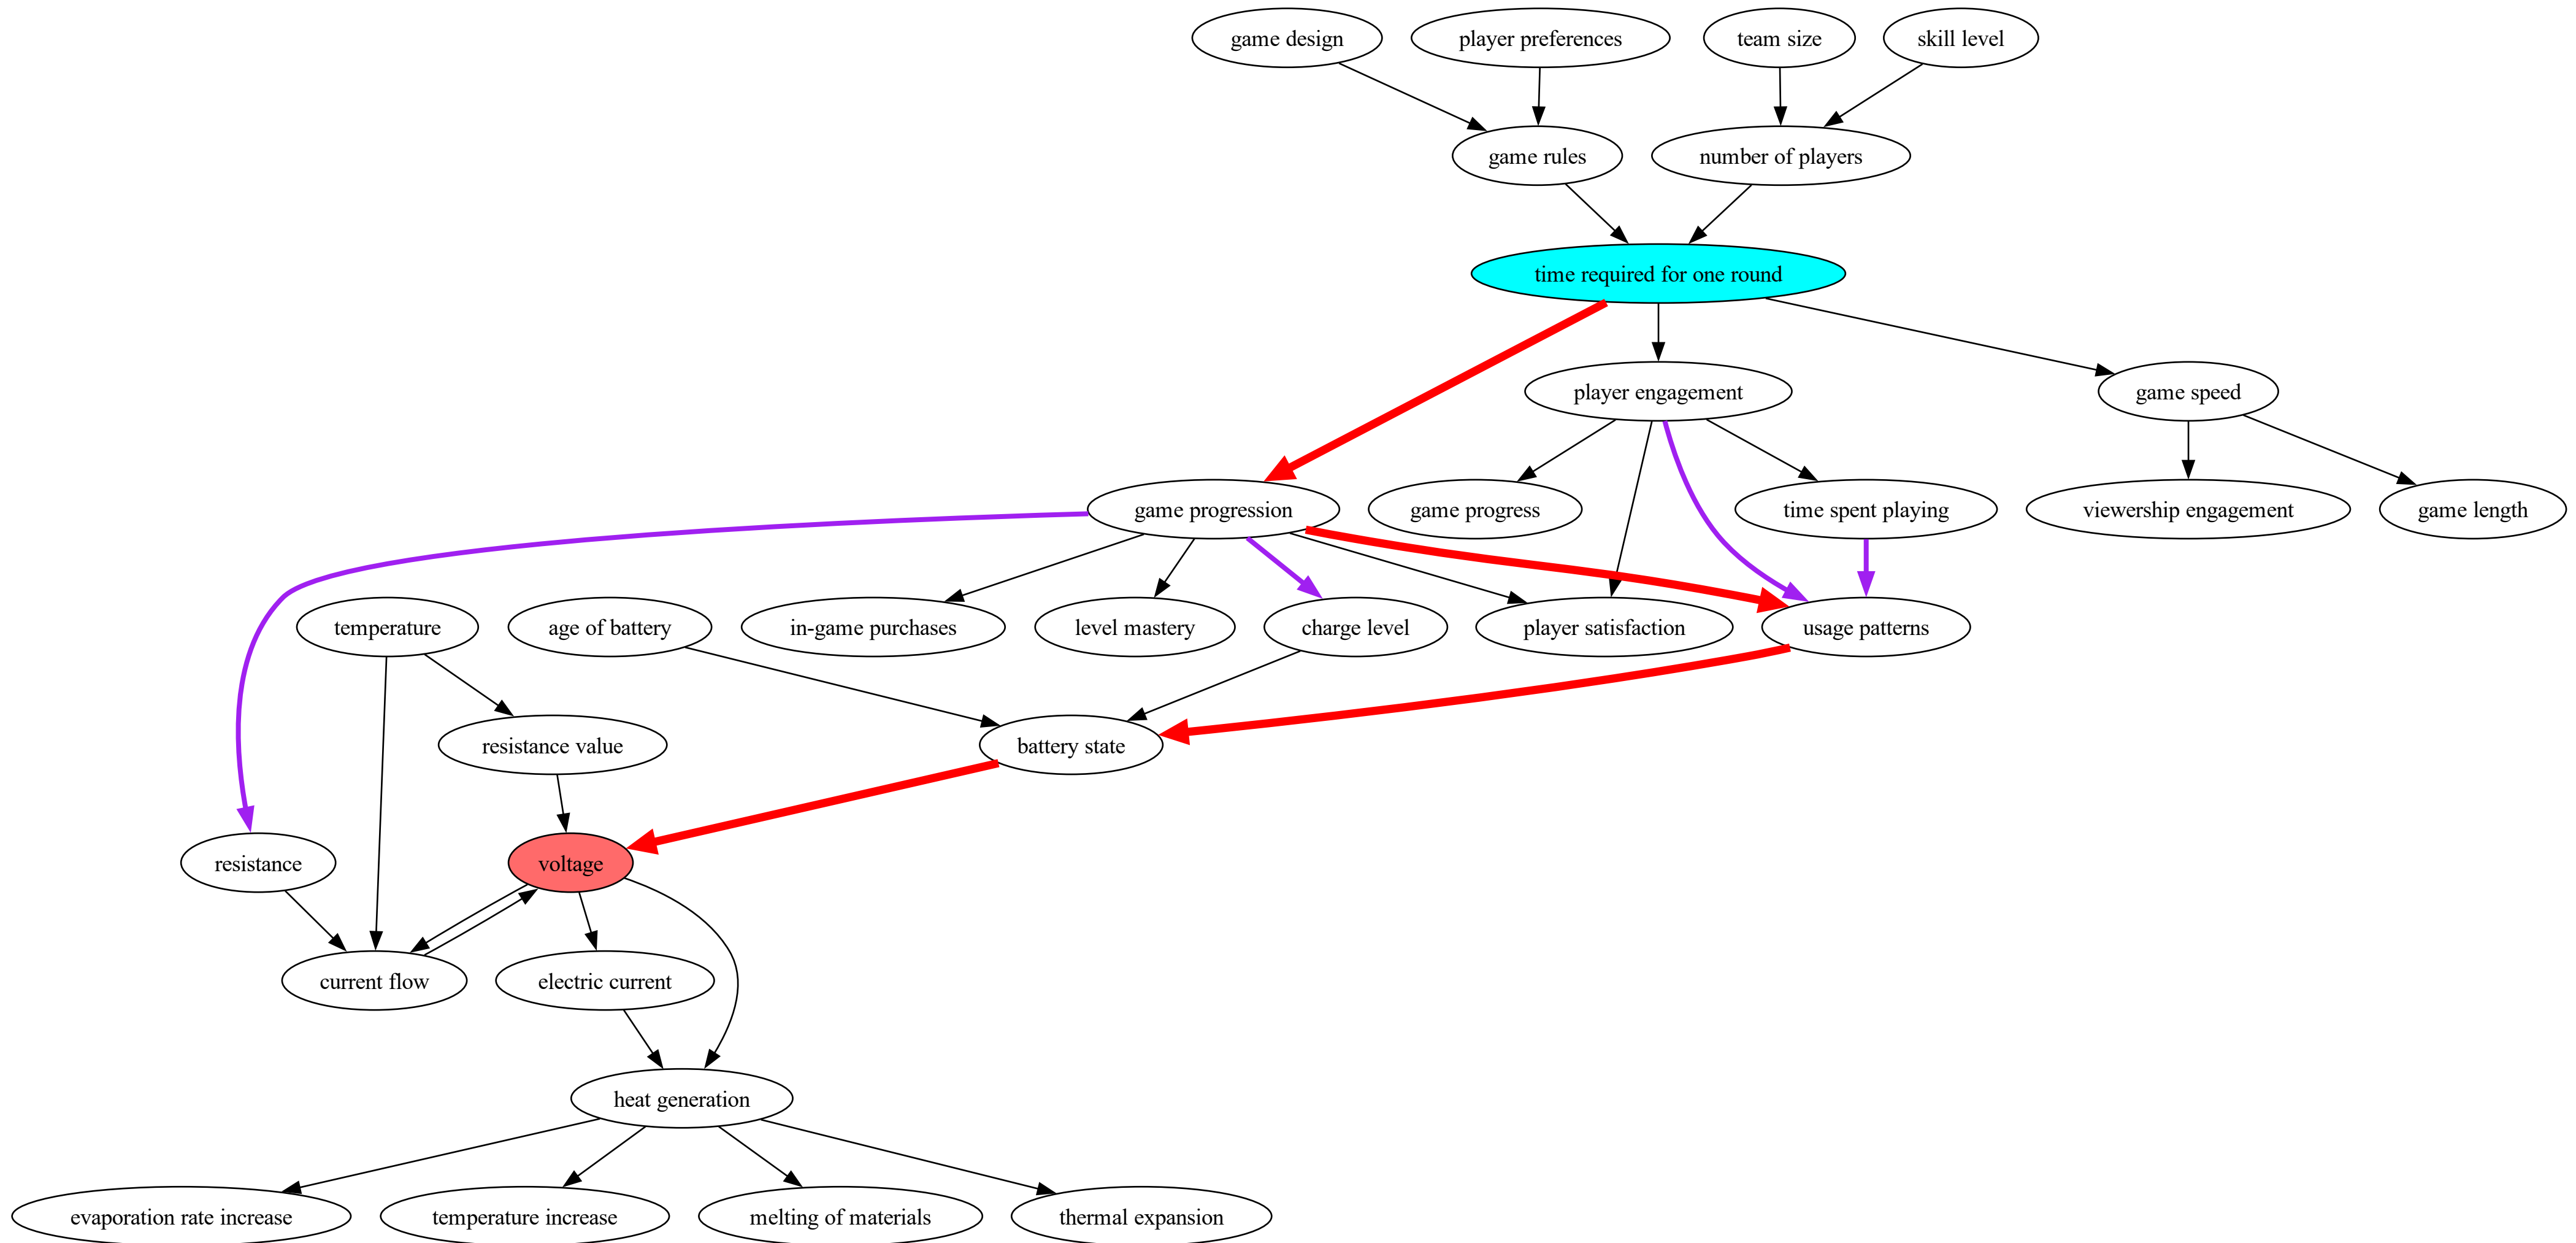 game design
player preferences
team size
skill level
game rules
number of players
time required for one round
player engagement
game speed
game progression
game progress
time spent playing
viewership engagement
game length
temperature
age of battery
in-game purchases
level mastery
charge level
player satisfaction
usage patterns
resistance value
battery state
resistance
voltage
current flow
electric current
heat generation
evaporation rate increase
temperature increase
melting of materials
thermal expansion